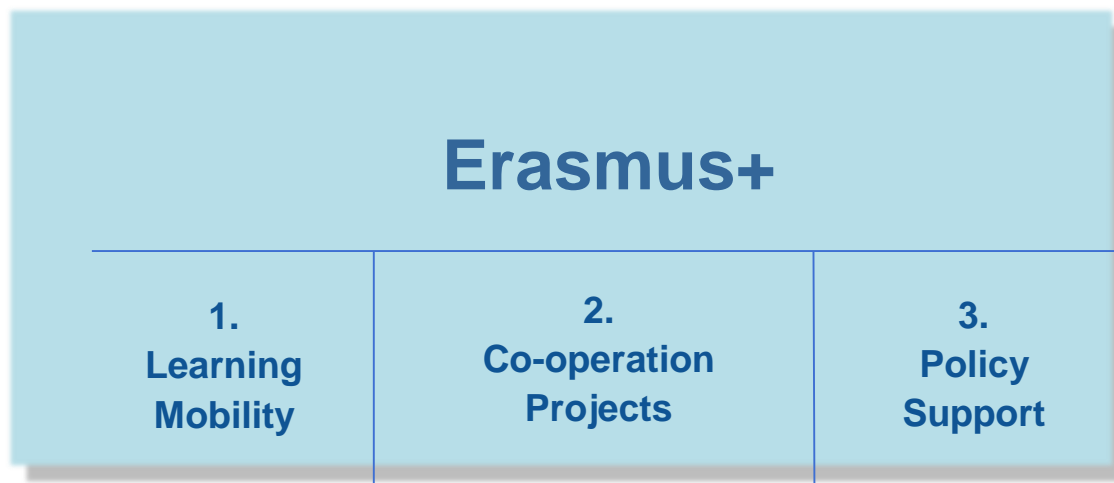 Erasmus+
1.
Learning
Mobility
2.
Co-operation
Projects
3.
Policy
Support